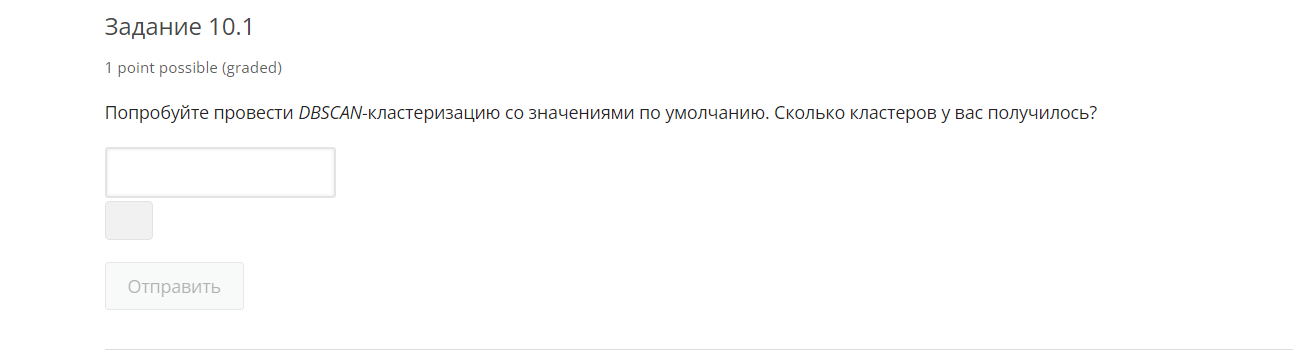 Задание 10.1
1 point possible (graded)
Попробуйте провести DBSCAN-кластеризацию со значениями по умолчанию. Сколько кластеров у вас получилось?
Отправить